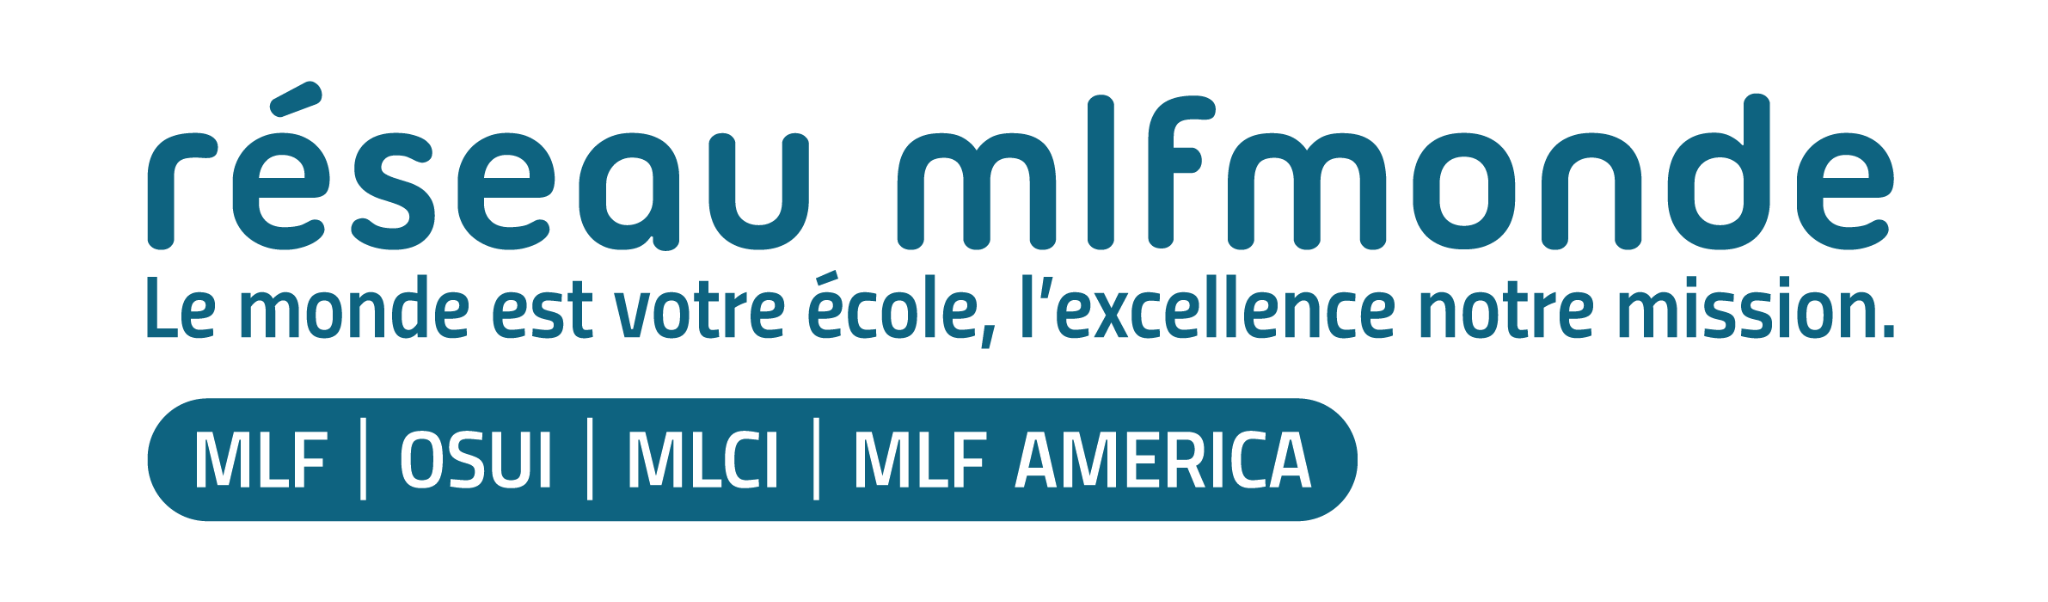 réseau mlfmonde
Le monde est votre école, l’excellence notre mission.
MLF | OSUI | MLCI | MLF AMERICA